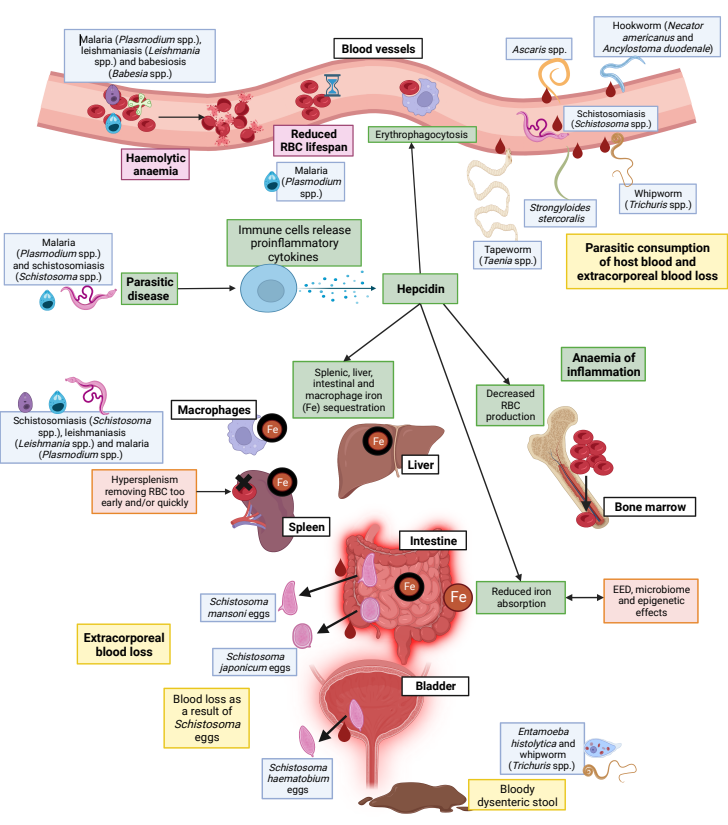 Malaria (Plasmodium spp.),
leishmaniasis (Leishmania
spp.) and babesiosis
(Babesia spp.)
Blood vessels
Ascaris spp.
Hookworm (Necator
americanus and
Ancylostoma duodenale)
Haemolytic
anaemia
Reduced
RBC lifespan
Erythrophagocytosis
Schistosomiasis
(Schistosoma spp.)
Malaria
(Plasmodium
spp.)
Whipworm
(Trichuris spp.)
Strongyloides
stercoralis
Tapeworm
(Taenia spp.)
Parasitic consumption
of host blood and
extracorporeal blood loss
Malaria
(Plasmodium spp.)
and schistosomiasis
(Schistosoma spp.)
Parasitic
disease
Immune cells release
proinflammatory
cytokines
Hepcidin
Anaemia of
inflammation
Splenic, liver,
intestinal and
macrophage iron
(Fe) sequestration
Decreased
RBC
production
Schistosomiasis (Schistosoma
spp.), leishmaniasis
(Leishmania spp.) and malaria
(Plasmodium spp.)
Macrophages
Fe
Fe
Liver
Hypersplenism
removing RBC too
early and/or quickly
Fe
Spleen
Bone marrow
Intestine
Fe
Fe
Reduced iron
absorption
EED, microbiome
and epigenetic
effects
Schistosoma
mansoni eggs
Extracorporeal
blood loss
Schistosoma
japonicum eggs
Bladder
Blood loss as
a result of
Schistosoma
eggs
Schistosoma
haematobium
eggs
Entamoeba
histolytica and
whipworm
(Trichuris spp.)
Bloody
dysenteric stool